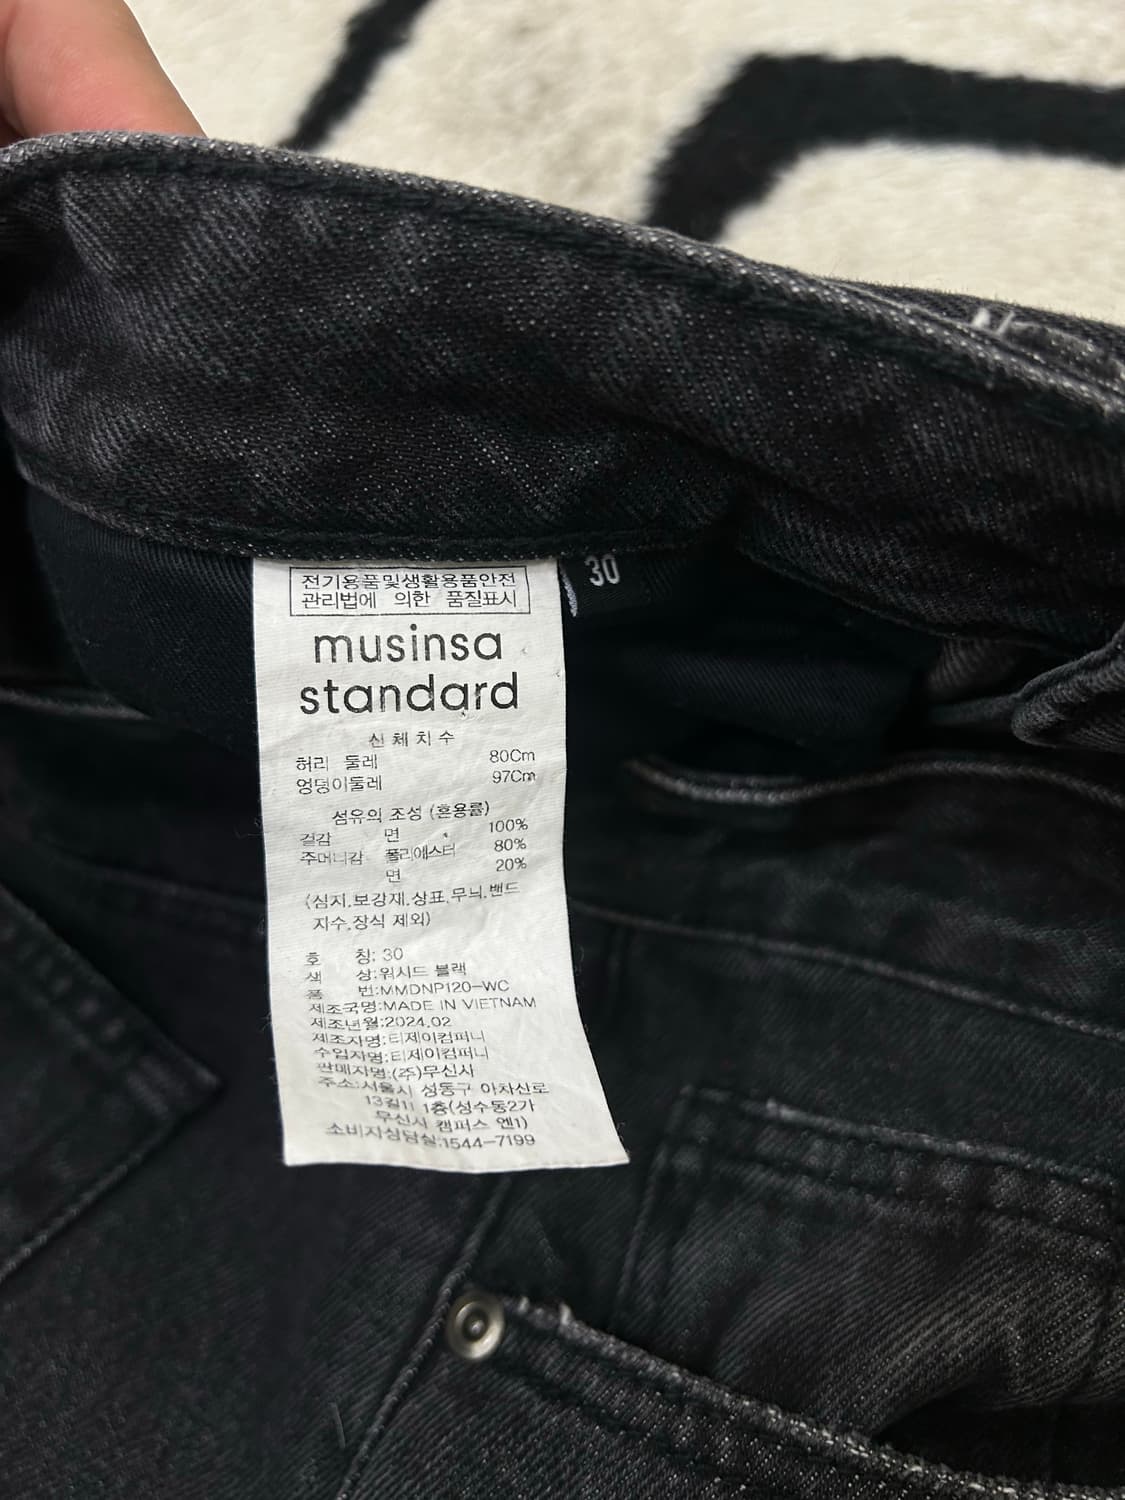 전기용품및생활용품안전
관리법에 의한 품질표시
musinsa
standard
신체치수
허리 둘레 80Cm
엉덩이둘레 97Cm
섬유의 조성 (혼용률)
겉감 면 100%
주머니감 폴리에스터 80%
면 20%
(심지,보강재,상표,무늬,밴드
자수,장식 제외)
호 칭: 30
색 상:워시드 블랙
품 번:MMDNP120-WC
제조국명:MADE IN VIETNAM
제조년월:2024.02
제조자명:티제이컴퍼니
수입자명:티제이컴퍼니
판매자명:(주)무신사
주소:서울시 성동구 아차산로
13길11 1층(성수동2가
무신사 캠퍼스 엔1)
소비자상담실:1544-7199
30